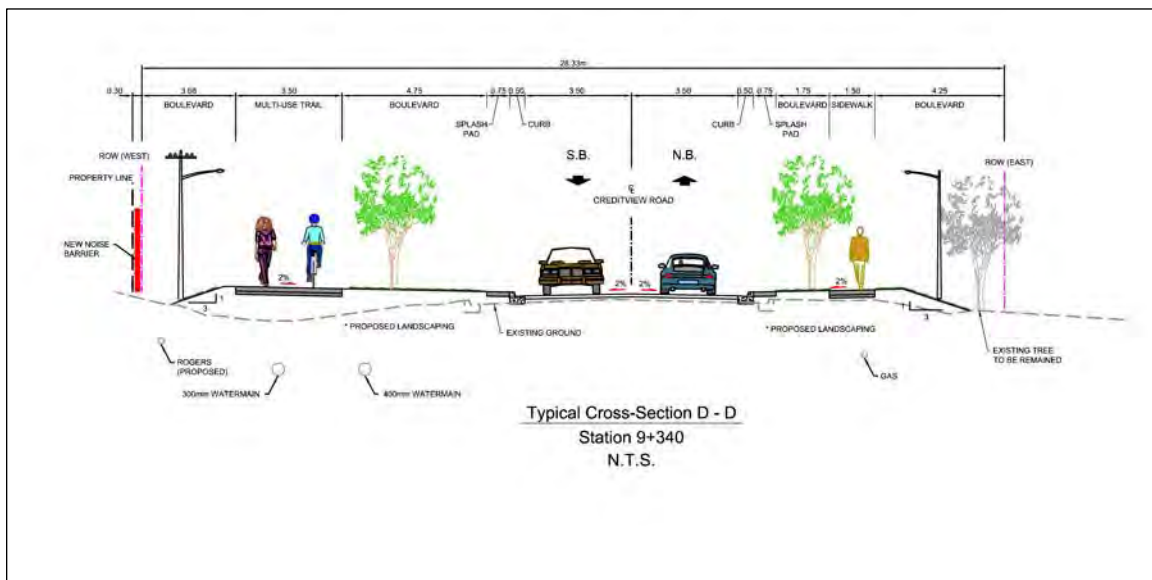 28.33m
0.30 3.08 3.50 4.75 0.75 0.50 3.50 3.50 0.50 0.75 1.75 1.50 4.25
BOULEVARD MULTI-USE TRAIL BOULEVARD BOULEVARD SIDEWALK BOULEVARD
SPLASH PAD
CURB
CURB
SPLASH PAD
ROW (WEST)
S.B.
N.B.
ROW (EAST)
PROPERTY LINE
CL
CREDITVIEW ROAD
NEW NOISE
BARRIER
2% 2% 2% 2%
1
3
1
3
* PROPOSED LANDSCAPING
EXISTING GROUND
* PROPOSED LANDSCAPING
EXISTING TREE
TO BE REMAINED
ROGERS
(PROPOSED)
GAS
300mm WATERMAIN
400mm WATERMAIN
Typical Cross-Section D - D
Station 9+340
N.T.S.